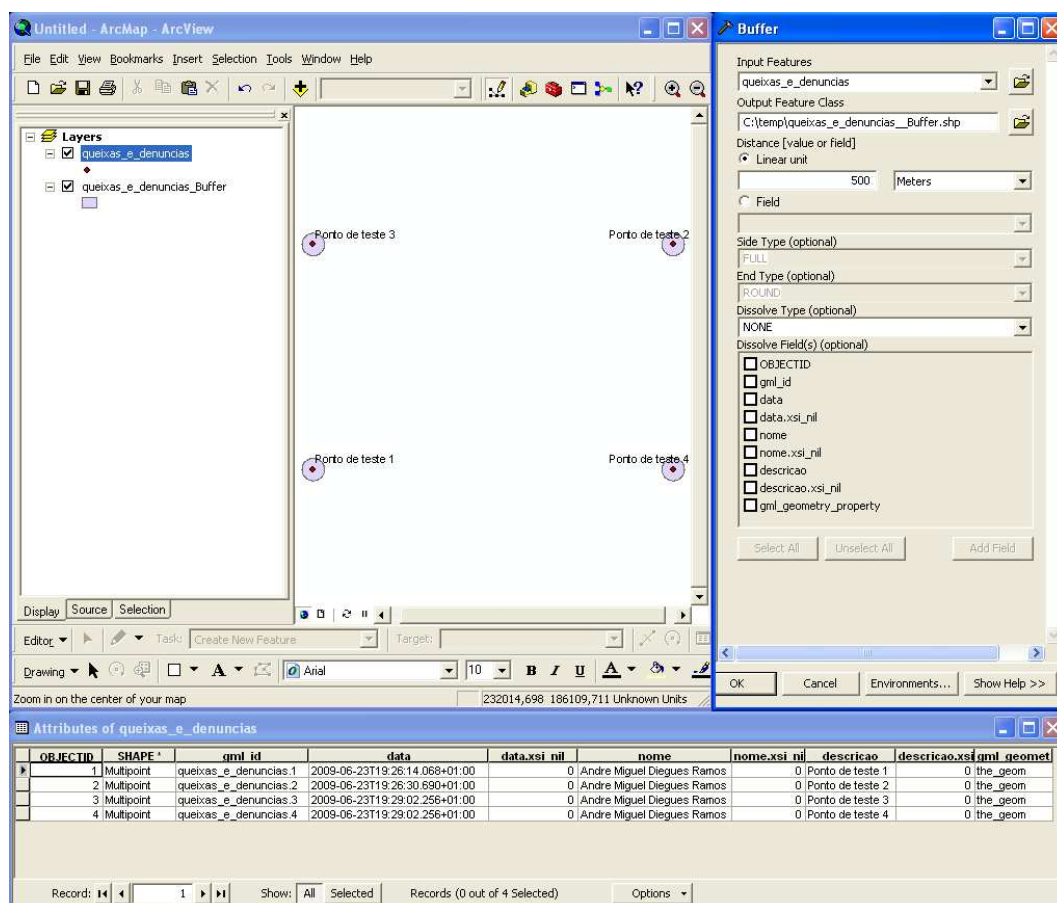 Untitled - ArcMap - ArcView
File Edit View Bookmarks Insert Selection Tools Window Help
Layers
queixas_e_denuncias
queixas_e_denuncias_Buffer
Ponto de teste 3
Ponto de teste 2
Ponto de teste 1
Ponto de teste 4
Display Source Selection
Editor Task: Create New Feature Target:
Drawing A Arial 10 B I U A
Zoom in on the center of your map
232014,698 186109,711 Unknown Units
Buffer
Input Features
queixas_e_denuncias
Output Feature Class
C:\temp\queixas_e_denuncias__Buffer.shp
Distance [value or field]
Linear unit
500 Meters
Field
Side Type (optional)
FULL
End Type (optional)
ROUND
Dissolve Type (optional)
NONE
Dissolve Field(s) (optional)
OBJECTID
gml_id
data
data.xsi_nil
nome
nome.xsi_nil
descricao
descricao.xsi_nil
gml_geometry_property
Select All Unselect All Add Field
OK Cancel Environments... Show Help >>
Attributes of queixas_e_denuncias
OBJECTID SHAPE * gml_id data data.xsi_nil nome nome.xsi_ni descricao descricao.xsi gml_geomet
1 Multipoint queixas_e_denuncias.1 2009-06-23T19:26:14.068+01:00 0 Andre Miguel Diegues Ramos 0 Ponto de teste 1 0 the_geom
2 Multipoint queixas_e_denuncias.2 2009-06-23T19:26:30.690+01:00 0 Andre Miguel Diegues Ramos 0 Ponto de teste 2 0 the_geom
3 Multipoint queixas_e_denuncias.3 2009-06-23T19:29:02.256+01:00 0 Andre Miguel Diegues Ramos 0 Ponto de teste 3 0 the_geom
4 Multipoint queixas_e_denuncias.4 2009-06-23T19:29:02.256+01:00 0 Andre Miguel Diegues Ramos 0 Ponto de teste 4 0 the_geom
Record: 1 Show: All Selected Records (0 out of 4 Selected) Options